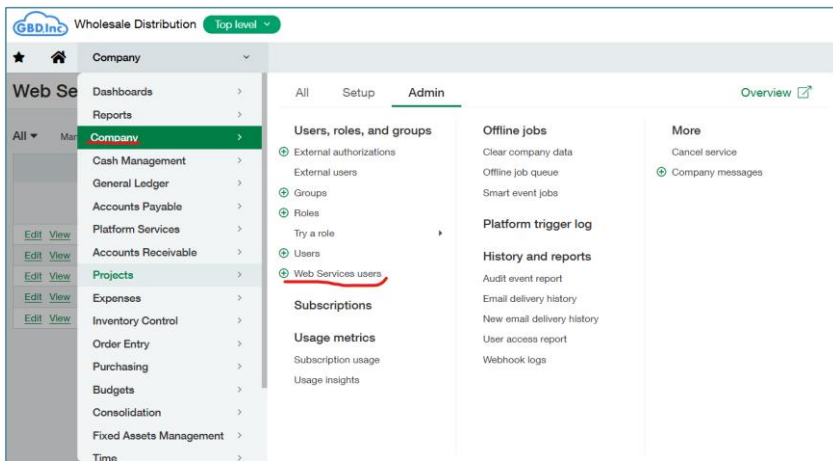 GBD,Inc Wholesale Distribution Top level
Company
Web Se
All Mar
Edit View
Edit View
Edit View
Edit View
Edit View
Dashboards
Reports
Company
Cash Management
General Ledger
Accounts Payable
Platform Services
Accounts Receivable
Projects
Expenses
Inventory Control
Order Entry
Purchasing
Budgets
Consolidation
Fixed Assets Management
Time
All Setup Admin Overview
Users, roles, and groups
External authorizations
External users
Groups
Roles
Try a role
Users
Web Services users
Subscriptions
Usage metrics
Subscription usage
Usage insights
Offline jobs
Clear company data
Offline job queue
Smart event jobs
Platform trigger log
History and reports
Audit event report
Email delivery history
New email delivery history
User access report
Webhook logs
More
Cancel service
Company messages